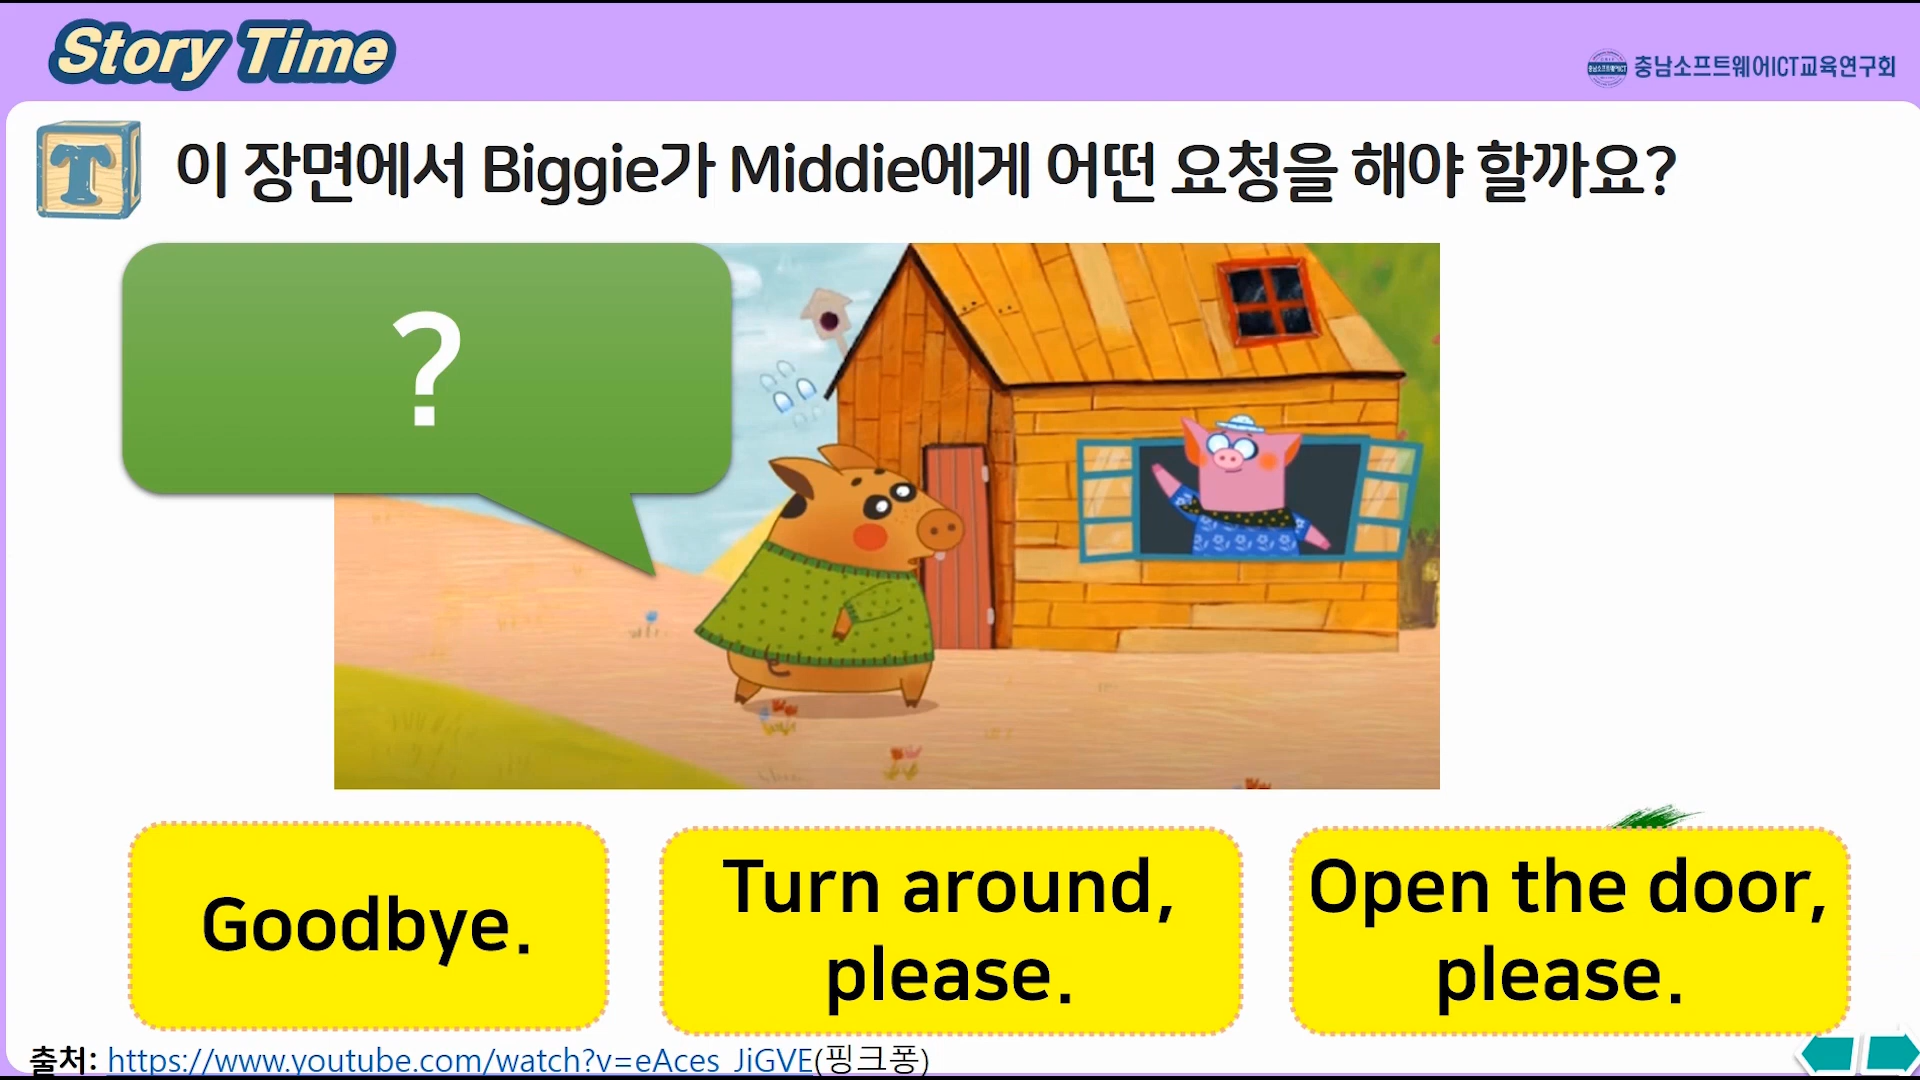 Story Time
충남소프트웨어ICT교육연구회
T
이 장면에서 Biggie가 Middie에게 어떤 요청을 해야 할까요?
?
Goodbye.
Turn around,
please.
Open the door,
please.
출처: https://www.youtube.com/watch?v=eAces_JiGVE(핑크퐁)